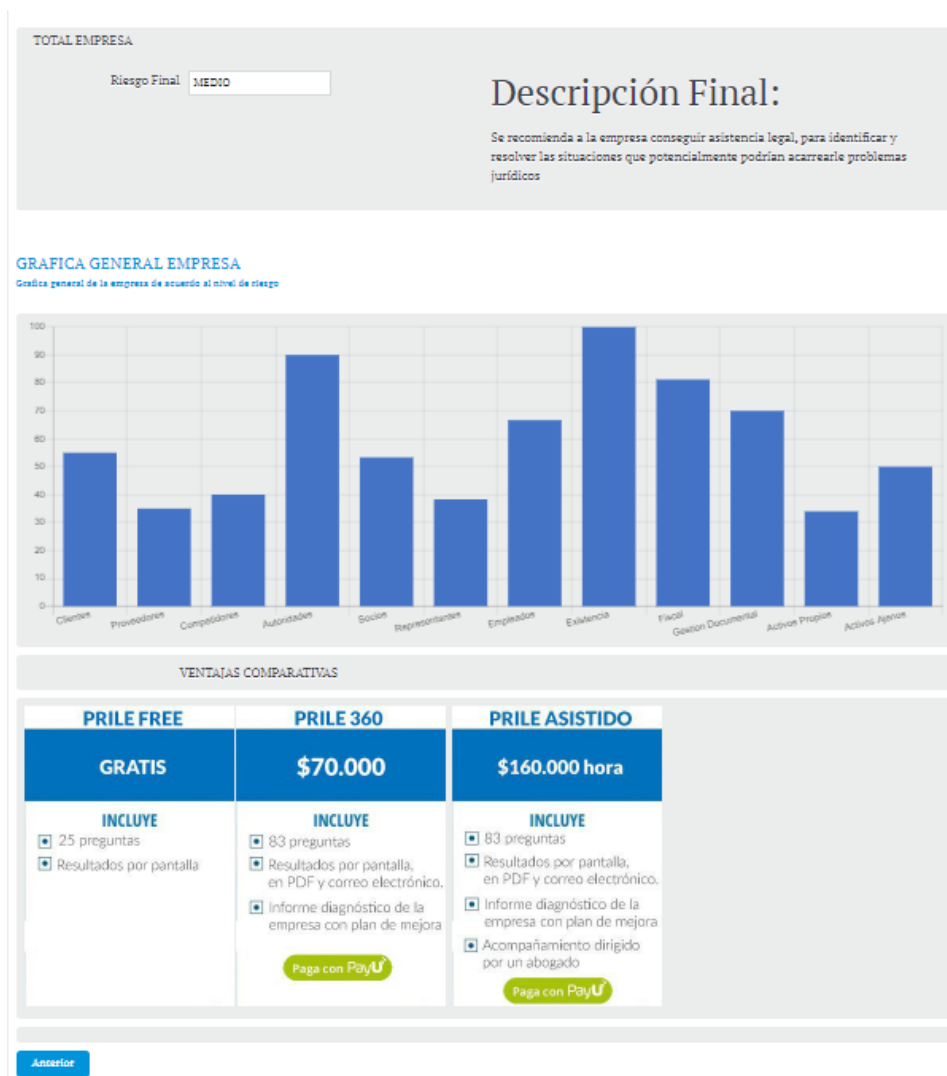 TOTAL EMPRESA
Riesgo Final MEDIO
Descripción Final:
Se recomienda a la empresa conseguir asistencia legal, para identificar y
resolver las situaciones que potencialmente podrían acarrearle problemas
jurídicos
GRAFICA GENERAL EMPRESA
Grafica general de la empresa de acuerdo al nivel de riesgo
100
90
80
70
60
50
40
30
20
10
0
Clientes Proveedores Competidores Autoridades Socios Representantes Empleados Existencia Fiscal Gestion Documental Activos Propios Activos Ajenos
VENTAJAS COMPARATIVAS
PRILE FREE
GRATIS
INCLUYE
25 preguntas
Resultados por pantalla
PRILE 360
$70.000
INCLUYE
83 preguntas
Resultados por pantalla,
en PDF y correo electrónico.
Informe diagnóstico de la
empresa con plan de mejora
Paga con PayU
PRILE ASISTIDO
$160.000 hora
INCLUYE
83 preguntas
Resultados por pantalla,
en PDF y correo electrónico.
Informe diagnóstico de la
empresa con plan de mejora
Acompañamiento dirigido
por un abogado
Paga con PayU
Anterior